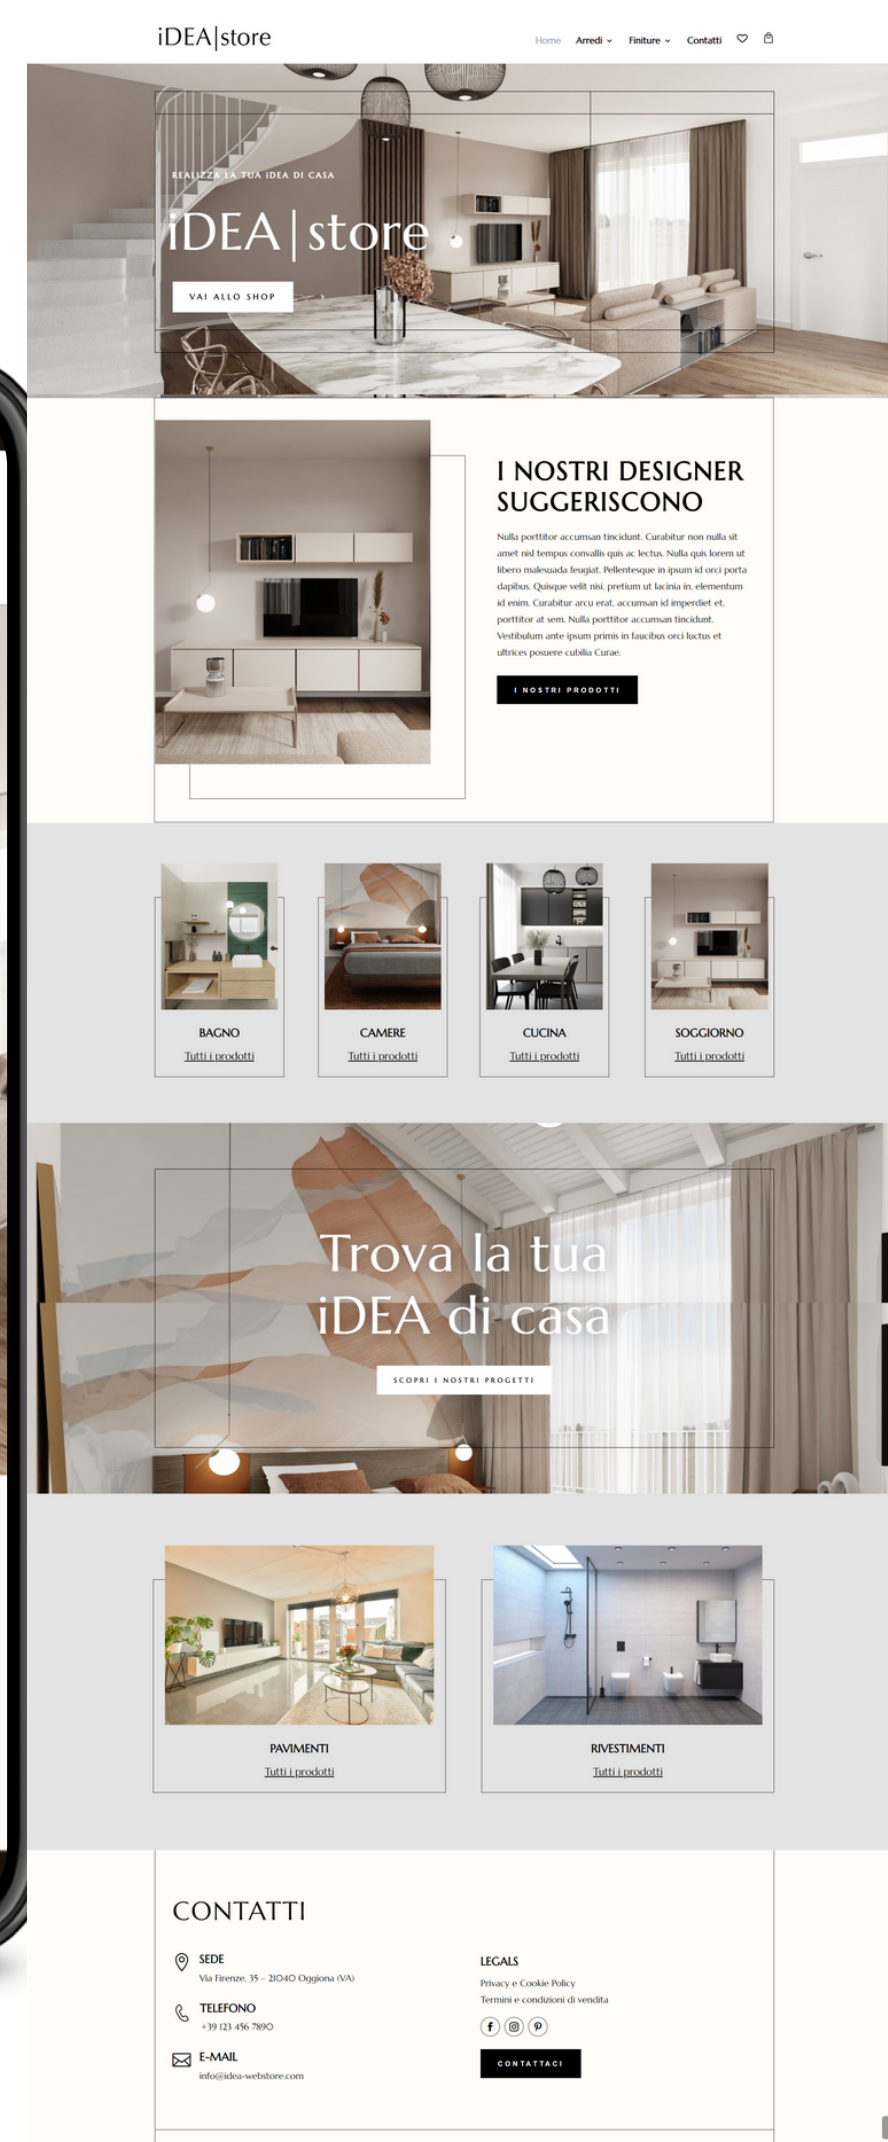 iDEA|store
Home Arredi Finiture Contatti
REALIZZA LA TUA IDEA DI CASA
iDEA|store
VAI ALLO SHOP
I NOSTRI DESIGNER
SUGGERISCONO
Nulla porttitor accumsan tincidunt. Curabitur non nulla sit
amet nisl tempus convallis quis ac lectus. Nulla quis lorem ut
libero malesuada feugiat. Pellentesque in ipsum id orci porta
dapibus. Quisque velit nisi, pretium ut lacinia in, elementum
id enim. Curabitur arcu erat, accumsan id imperdiet et,
porttitor at sem. Nulla porttitor accumsan tincidunt.
Vestibulum ante ipsum primis in faucibus orci luctus et
ultrices posuere cubilia Curae.
I NOSTRI PRODOTTI
BAGNO
Tutti i prodotti
CAMERE
Tutti i prodotti
CUCINA
Tutti i prodotti
SOGGIORNO
Tutti i prodotti
Trova la tua
iDEA di casa
SCOPRI I NOSTRI PROGETTI
PAVIMENTI
Tutti i prodotti
RIVESTIMENTI
Tutti i prodotti
CONTATTI
SEDE
Via Firenze, 35 – 21040 Oggiona (VA)
TELEFONO
+39 123 456 7890
E-MAIL
info@idea-webstore.com
LEGALS
Privacy e Cookie Policy
Termini e condizioni di vendita
CONTATTACI